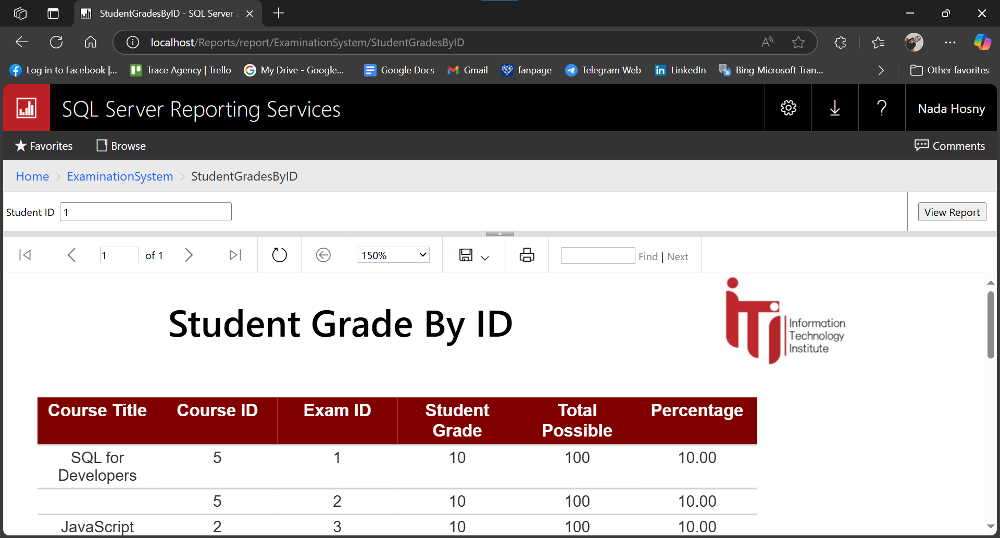 StudentGradesByID - SQL Server 2
localhost/Reports/report/ExaminationSystem/StudentGradesByID
Log in to Facebook |... Trace Agency | Trello My Drive - Google... Google Docs Gmail fanpage Telegram Web LinkedIn Bing Microsoft Tran... Other favorites
SQL Server Reporting Services ? Nada Hosny
Favorites Browse Comments
Home > ExaminationSystem > StudentGradesByID
Student ID 1 View Report
1 of 1 150% Find | Next
Student Grade By ID
iTi
Information
Technology
Institute
Course Title Course ID Exam ID Student Grade Total Possible Percentage
SQL for Developers 5 1 10 100 10.00
5 2 10 100 10.00
JavaScript 2 3 10 100 10.00